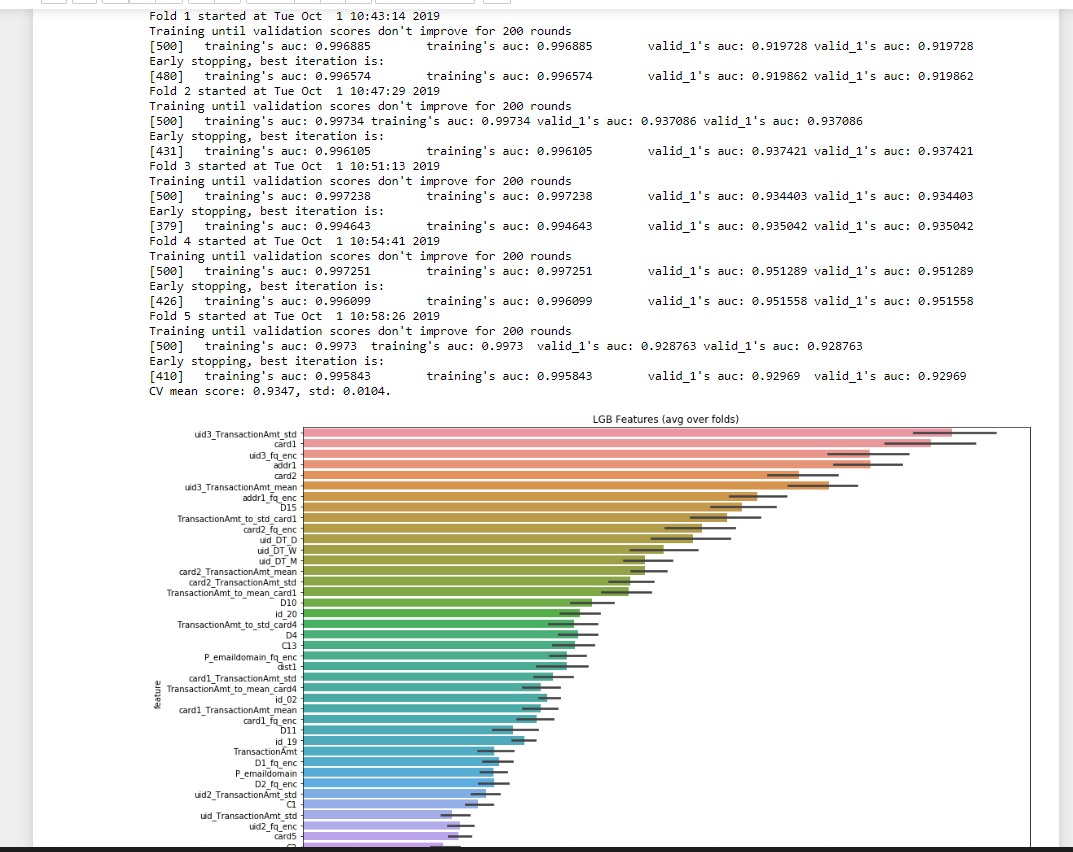 Fold 1 started at Tue Oct  1 10:43:14 2019
Training until validation scores don't improve for 200 rounds
[500]   training's auc: 0.996885        training's auc: 0.996885        valid_1's auc: 0.919728 valid_1's auc: 0.919728
Early stopping, best iteration is:
[480]   training's auc: 0.996574        training's auc: 0.996574        valid_1's auc: 0.919862 valid_1's auc: 0.919862
Fold 2 started at Tue Oct  1 10:47:29 2019
Training until validation scores don't improve for 200 rounds
[500]   training's auc: 0.99734 training's auc: 0.99734 valid_1's auc: 0.937086 valid_1's auc: 0.937086
Early stopping, best iteration is:
[431]   training's auc: 0.996105        training's auc: 0.996105        valid_1's auc: 0.937421 valid_1's auc: 0.937421
Fold 3 started at Tue Oct  1 10:51:13 2019
Training until validation scores don't improve for 200 rounds
[500]   training's auc: 0.997238        training's auc: 0.997238        valid_1's auc: 0.934403 valid_1's auc: 0.934403
Early stopping, best iteration is:
[379]   training's auc: 0.994643        training's auc: 0.994643        valid_1's auc: 0.935042 valid_1's auc: 0.935042
Fold 4 started at Tue Oct  1 10:54:41 2019
Training until validation scores don't improve for 200 rounds
[500]   training's auc: 0.997251        training's auc: 0.997251        valid_1's auc: 0.951289 valid_1's auc: 0.951289
Early stopping, best iteration is:
[426]   training's auc: 0.996099        training's auc: 0.996099        valid_1's auc: 0.951558 valid_1's auc: 0.951558
Fold 5 started at Tue Oct  1 10:58:26 2019
Training until validation scores don't improve for 200 rounds
[500]   training's auc: 0.9973  training's auc: 0.9973  valid_1's auc: 0.928763 valid_1's auc: 0.928763
Early stopping, best iteration is:
[410]   training's auc: 0.995843        training's auc: 0.995843        valid_1's auc: 0.92969  valid_1's auc: 0.92969
CV mean score: 0.9347, std: 0.0104.
LGB Features (avg over folds)
uid3_TransactionAmt_std
card1
uid3_fq_enc
addr1
card2
uid3_TransactionAmt_mean
addr1_fq_enc
D15
TransactionAmt_to_std_card1
card2_fq_enc
uid_DT_D
uid_DT_W
uid_DT_M
card2_TransactionAmt_mean
card2_TransactionAmt_std
TransactionAmt_to_mean_card1
D10
id_20
TransactionAmt_to_std_card4
D4
C13
P_emaildomain_fq_enc
dist1
card1_TransactionAmt_std
TransactionAmt_to_mean_card4
id_02
card1_TransactionAmt_mean
card1_fq_enc
D11
id_19
TransactionAmt
D1_fq_enc
P_emaildomain
D2_fq_enc
uid2_TransactionAmt_std
C1
uid_TransactionAmt_std
uid2_fq_enc
card5
feature